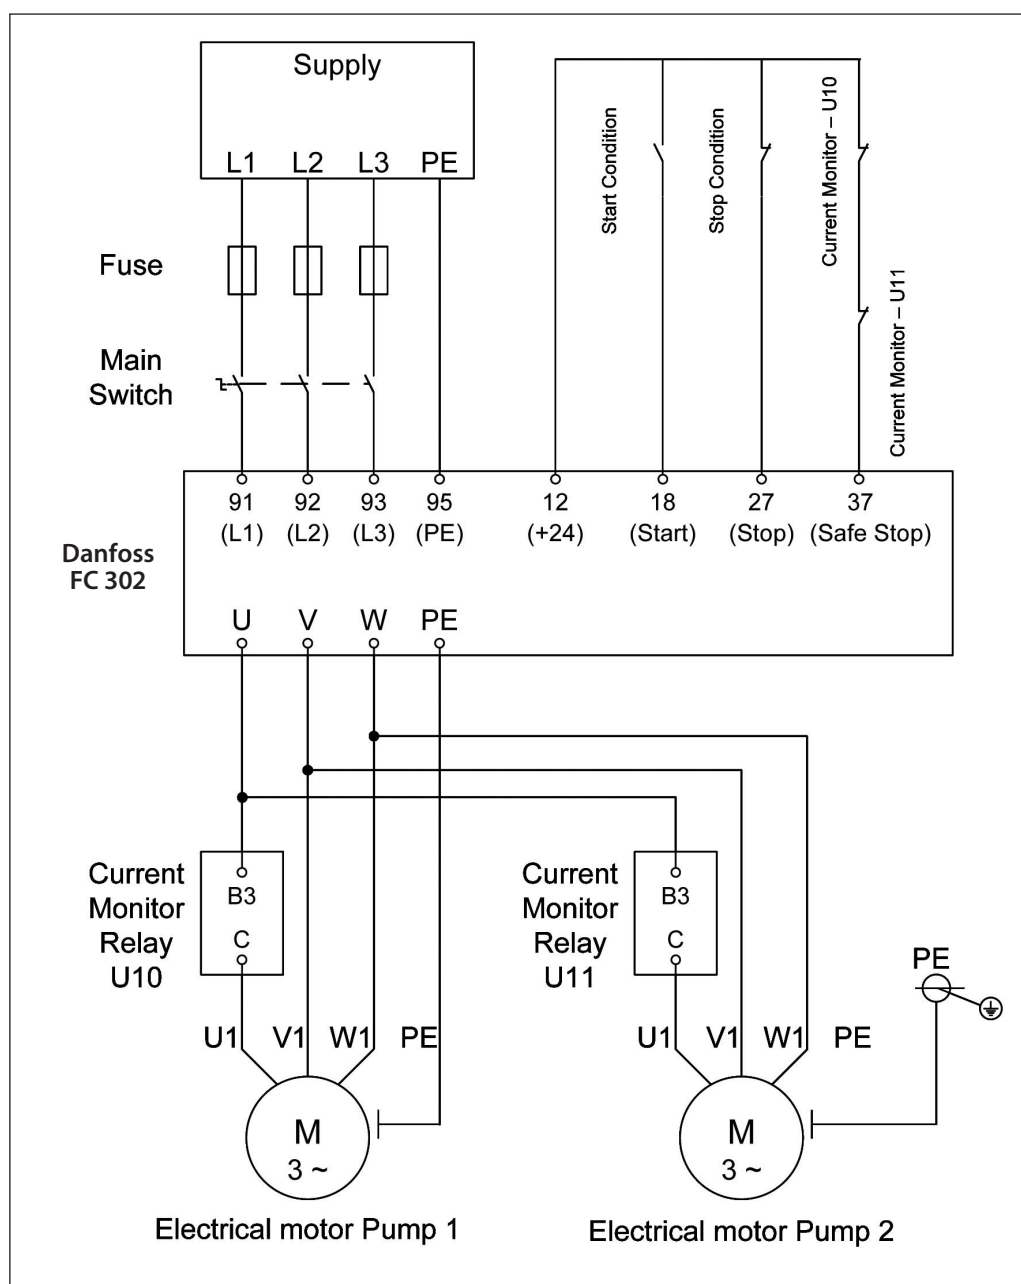 Supply
L1 L2 L3 PE
Fuse
Main
Switch
Start Condition
Stop Condition
Current Monitor – U10
Current Monitor – U11
91 92 93 95 12 18 27 37
(L1) (L2) (L3) (PE) (+24) (Start) (Stop) (Safe Stop)
Danfoss
FC 302
U V W PE
Current
Monitor
Relay
U10
B3
C
Current
Monitor
Relay
U11
B3
C
PE
U1 V1 W1 PE
U1 V1 W1 PE
M
3 ~
M
3 ~
Electrical motor Pump 1
Electrical motor Pump 2